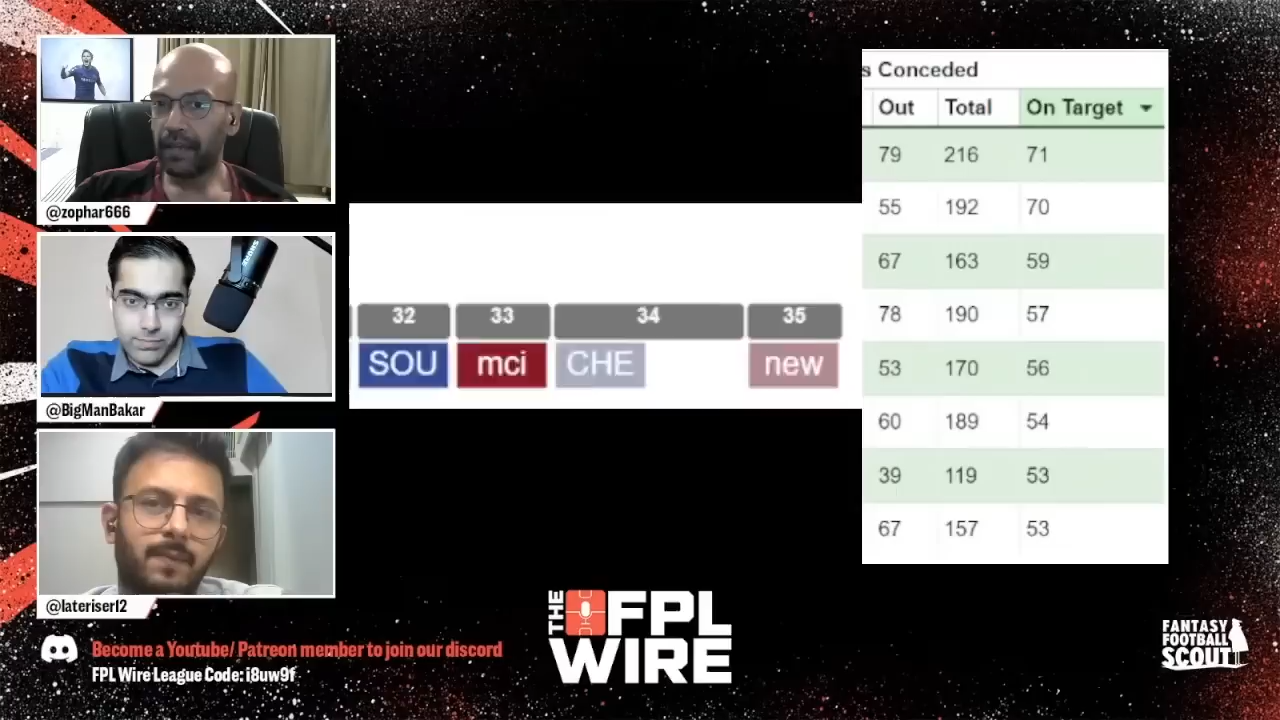 @zophar666
@BigManBakar
@lateriser12
32 33 34 35
SOU mci CHE new
s Conceded
Out Total On Target
79 216 71
55 192 70
67 163 59
78 190 57
53 170 56
60 189 54
39 119 53
67 157 53
Become a Youtube/ Patreon member to join our discord
FPL Wire League Code: i8uw9f
THE FPL
WIRE
FANTASY
FOOTBALL
SCOUT